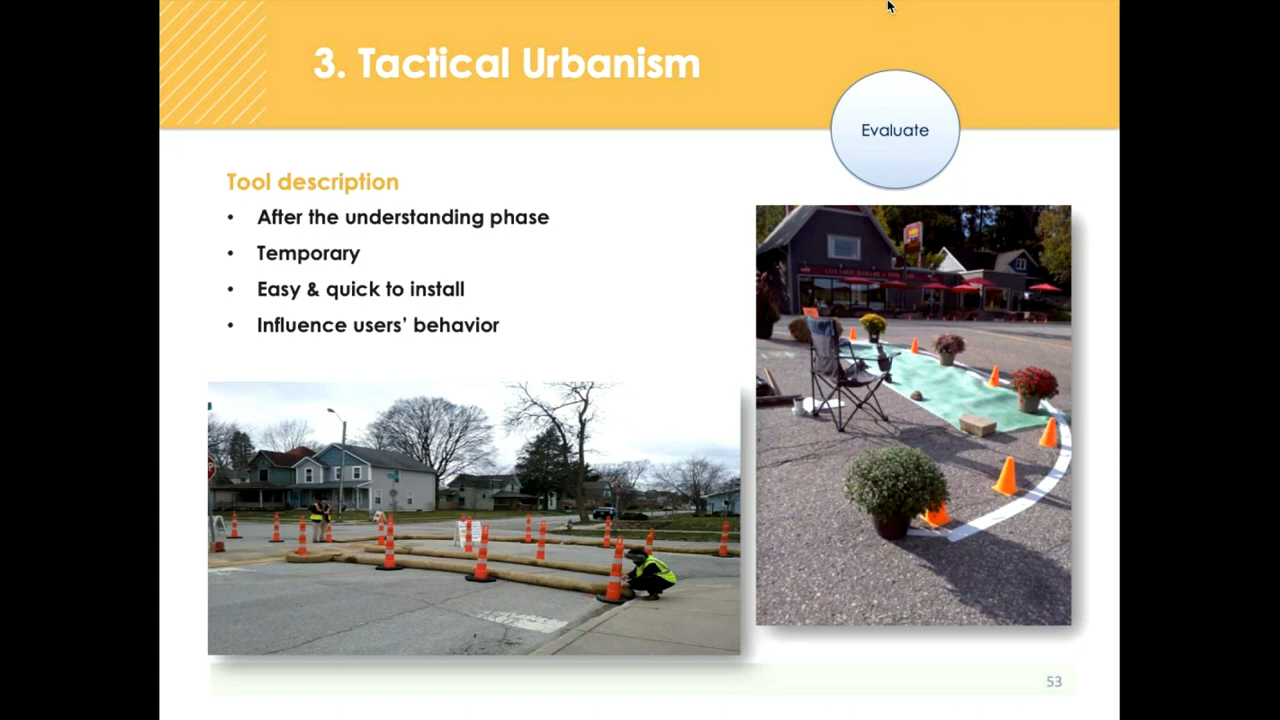 3. Tactical Urbanism
Evaluate
Tool description
• After the understanding phase
• Temporary
• Easy & quick to install
• Influence users’ behavior
53